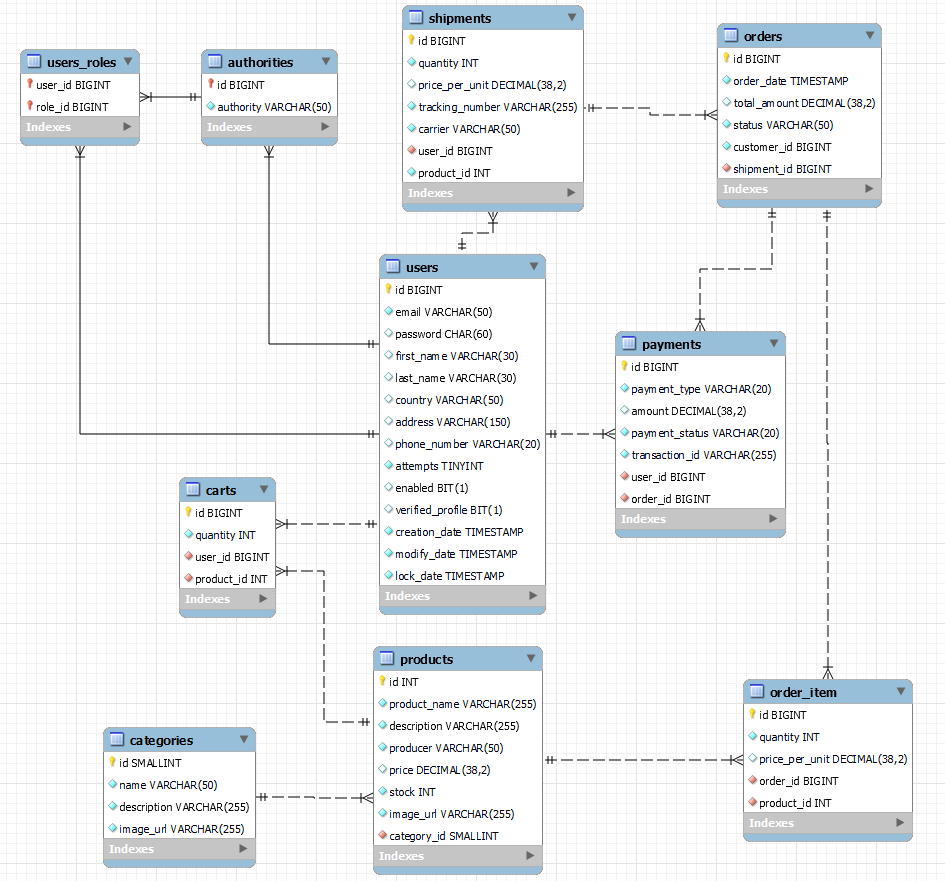 users_roles
user_id BIGINT
role_id BIGINT
Indexes
authorities
id BIGINT
authority VARCHAR(50)
Indexes
shipments
id BIGINT
quantity INT
price_per_unit DECIMAL(38,2)
tracking_number VARCHAR(255)
carrier VARCHAR(50)
user_id BIGINT
product_id INT
Indexes
orders
id BIGINT
order_date TIMESTAMP
total_amount DECIMAL(38,2)
status VARCHAR(50)
customer_id BIGINT
shipment_id BIGINT
Indexes
users
id BIGINT
email VARCHAR(50)
password CHAR(60)
first_name VARCHAR(30)
last_name VARCHAR(30)
country VARCHAR(50)
address VARCHAR(150)
phone_number VARCHAR(20)
attempts TINYINT
enabled BIT(1)
verified_profile BIT(1)
creation_date TIMESTAMP
modify_date TIMESTAMP
lock_date TIMESTAMP
Indexes
payments
id BIGINT
payment_type VARCHAR(20)
amount DECIMAL(38,2)
payment_status VARCHAR(20)
transaction_id VARCHAR(255)
user_id BIGINT
order_id BIGINT
Indexes
carts
id BIGINT
quantity INT
user_id BIGINT
product_id INT
Indexes
products
id INT
product_name VARCHAR(255)
description VARCHAR(255)
producer VARCHAR(50)
price DECIMAL(38,2)
stock INT
image_url VARCHAR(255)
category_id SMALLINT
Indexes
order_item
id BIGINT
quantity INT
price_per_unit DECIMAL(38,2)
order_id BIGINT
product_id INT
Indexes
categories
id SMALLINT
name VARCHAR(50)
description VARCHAR(255)
image_url VARCHAR(255)
Indexes